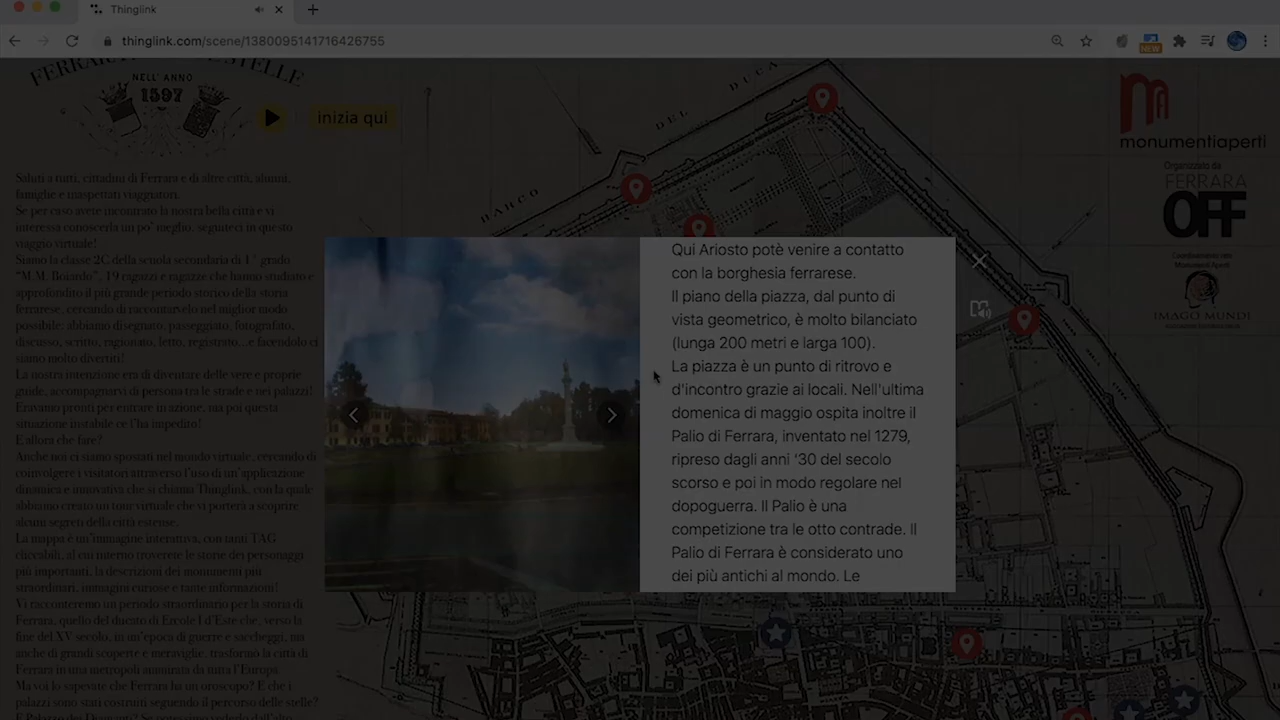 Thinglink
thinglink.com/scene/1380095141716426755
NEW
NELL'ANNO
1597
inizia qui
Saluti a tutti, cittadini di Ferrara e di altre città, alunni,
famiglie e inaspettati viaggiatori.
Se per caso avete incontrato la nostra bella città e vi
interessa conoscerla un po' meglio, seguiteci in questo
viaggio virtuale!
Siamo la classe 2C della scuola secondaria di 1° grado
"M.M. Boiardo", 19 ragazzi e ragazze che hanno studiato e
approfondito il più grande periodo storico della storia
ferrarese, cercando di raccontarvelo nel miglior modo
possibile: abbiamo disegnato, passeggiato, fotografato,
discusso, scritto, ragionato, letto, registrato...e facendolo ci
siamo molto divertiti!
La nostra intenzione era di diventare delle vere e proprie
guide, accompagnarvi di persona tra le strade e nei palazzi!
Eravamo pronti per entrare in azione, ma poi questa
situazione instabile ce l'ha impedito!
E allora che fare?
Anche noi ci siamo spostati nel mondo virtuale, cercando di
coinvolgere i visitatori attraverso l'uso di un'applicazione
dinamica e innovativa che si chiama Thinglink, con la quale
abbiamo creato un tour virtuale che vi porterà a scoprire
alcuni segreti della città estense.
La mappa è un'immagine interattiva, con tanti TAG
cliccabili, al cui interno troverete le storie dei personaggi
più importanti, la descrizioni dei monumenti più
straordinari, immagini curiose e tante informazioni!
Vi racconteremo un periodo straordinario per la storia di
Ferrara, quello del ducato di Ercole I d'Este che, verso la
fine del XV secolo, in un'epoca di guerre e saccheggi, ma
anche di grandi scoperte e meraviglie, trasformò la città di
Ferrara in una metropoli ammirata da tutta l'Europa.
Ma voi lo sapevate che Ferrara ha un oroscopo? E che i
palazzi sono stati costruiti seguendo il percorso delle stelle?
BARCO
DEL DUCA
Qui Ariosto potè venire a contatto
con la borghesia ferrarese.
Il piano della piazza, dal punto di
vista geometrico, è molto bilanciato
(lunga 200 metri e larga 100).
La piazza è un punto di ritrovo e
d'incontro grazie ai locali. Nell'ultima
domenica di maggio ospita inoltre il
Palio di Ferrara, inventato nel 1279,
ripreso dagli anni '30 del secolo
scorso e poi in modo regolare nel
dopoguerra. Il Palio è una
competizione tra le otto contrade. Il
Palio di Ferrara è considerato uno
dei più antichi al mondo. Le
monumentiaperti
Organizzato da
FERRARA
OFF
IMAGO MUNDI